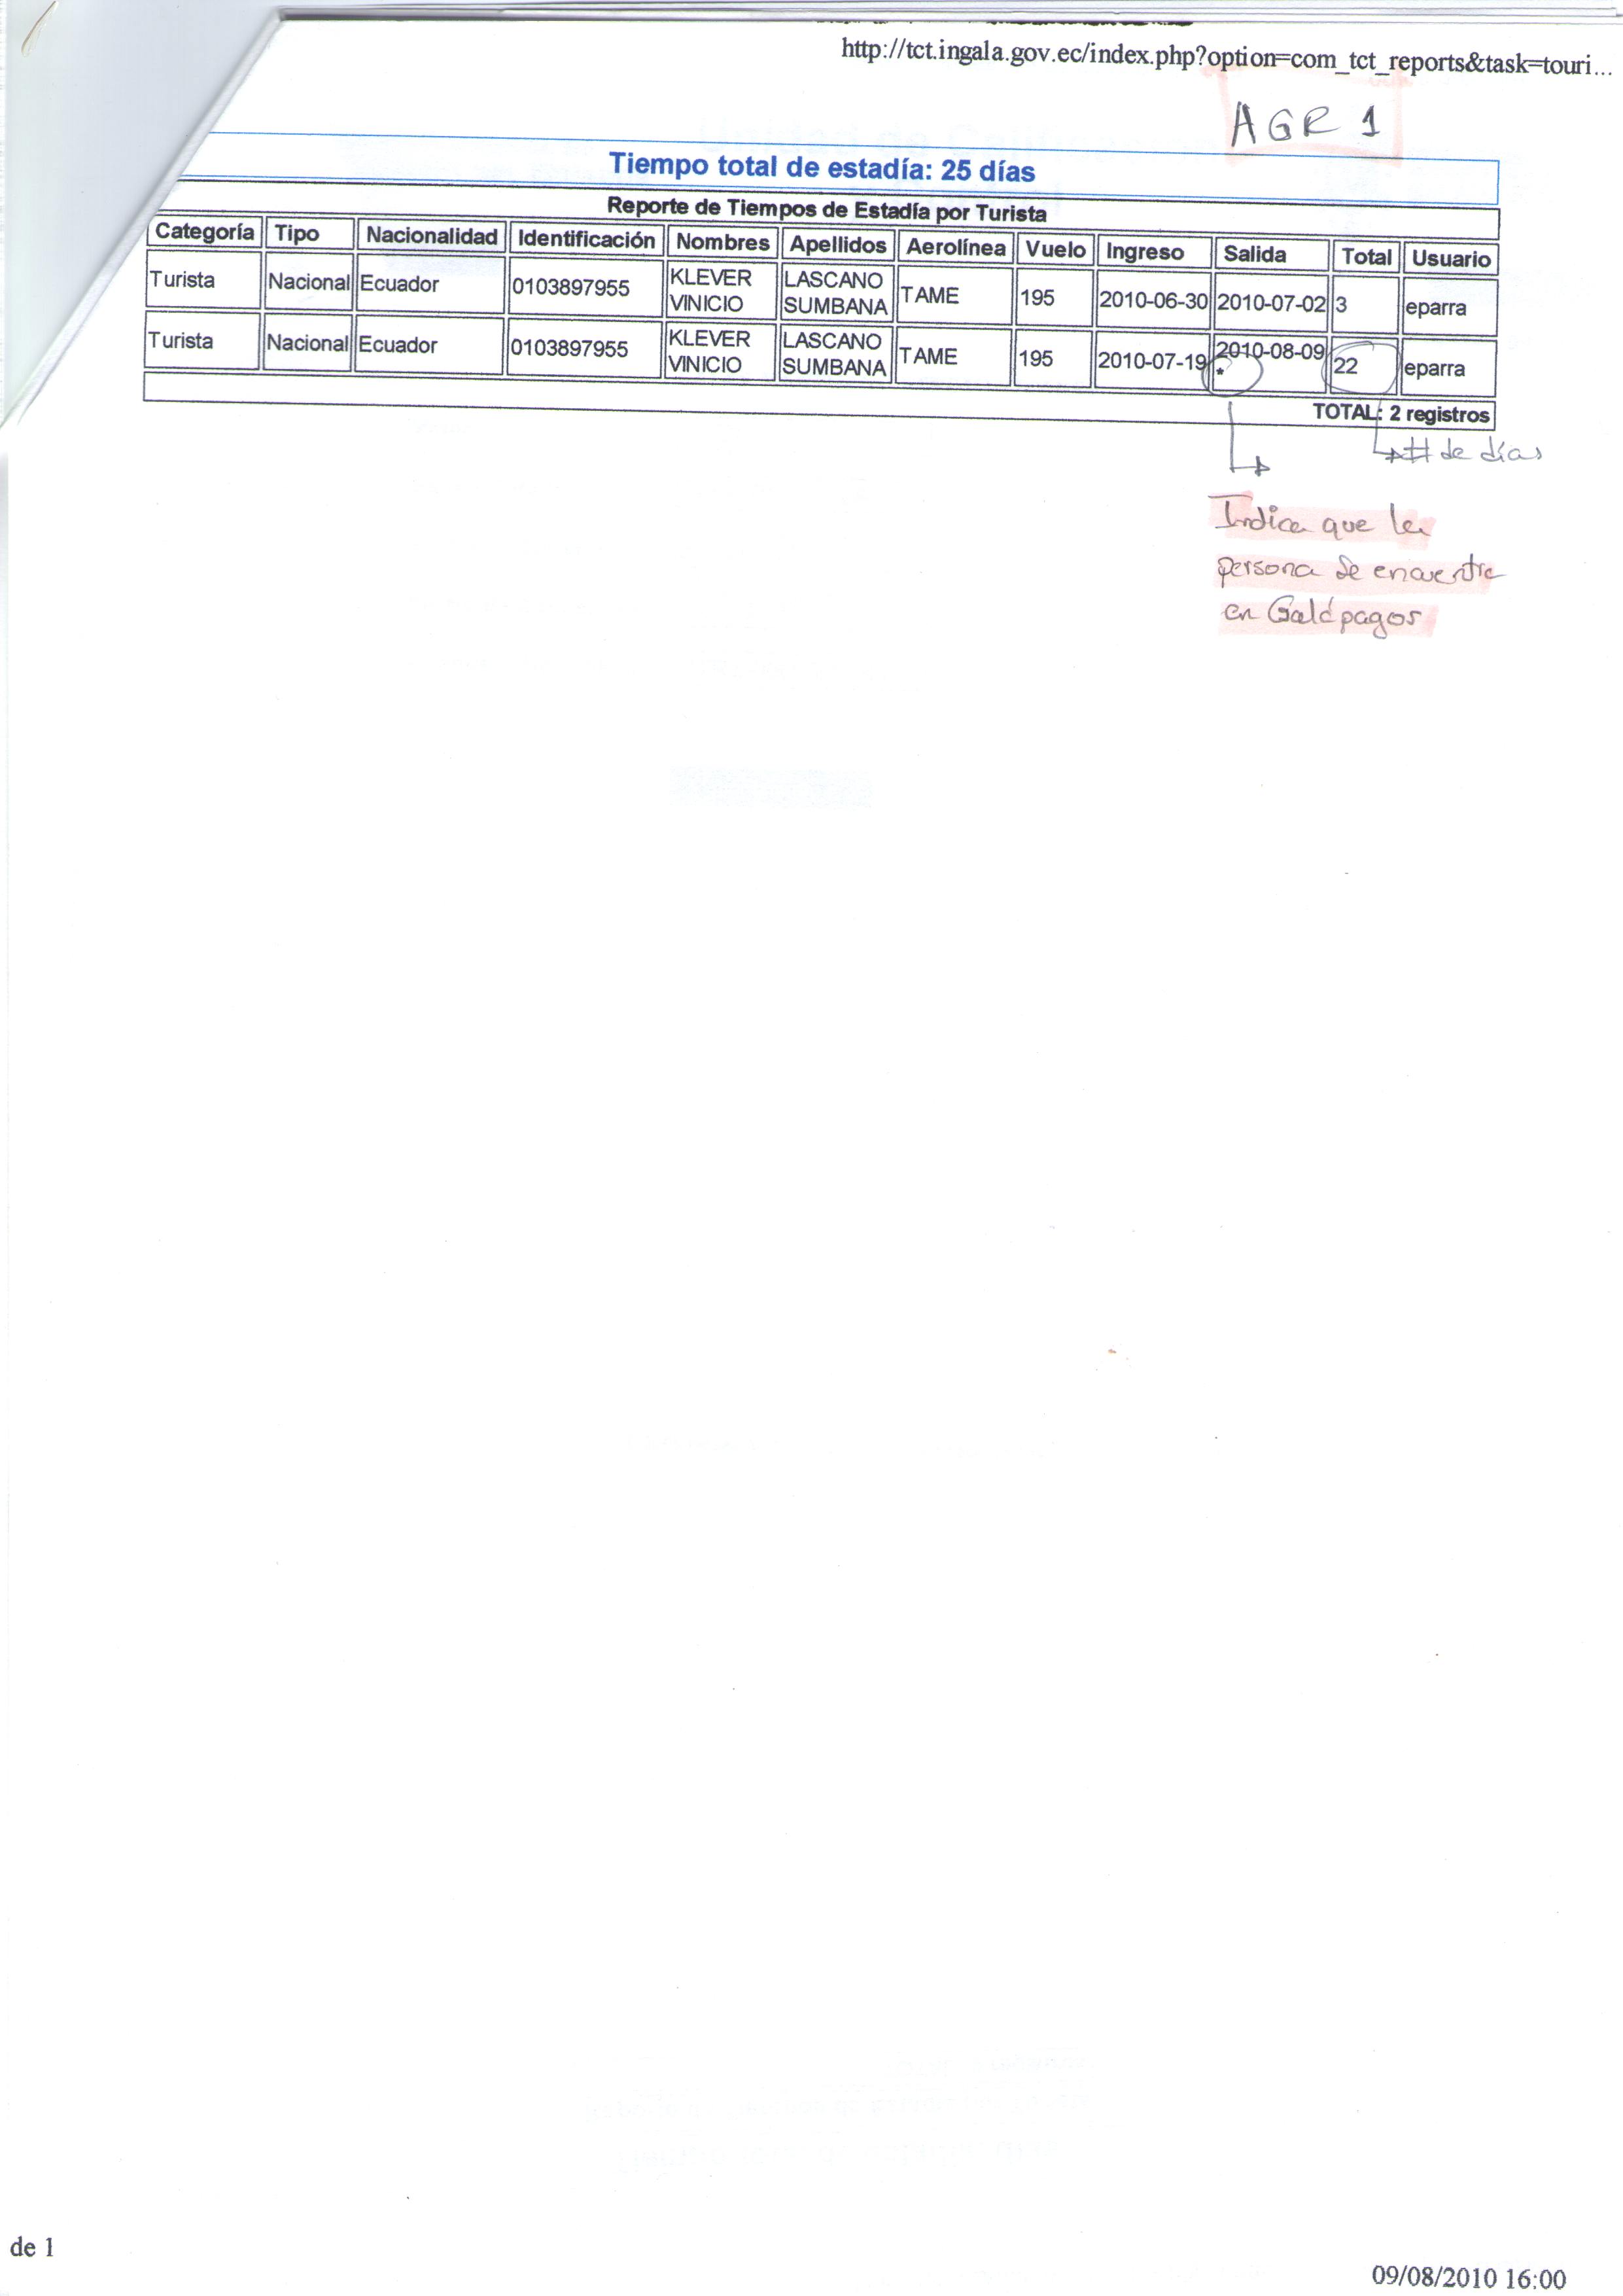 http://tct.ingala.gov.ec/index.php?option=com_tct_reports&task=touri...
AGR 1
Tiempo total de estadía: 25 días
Reporte de Tiempos de Estadía por Turista
Categoría Tipo Nacionalidad Identificación Nombres Apellidos Aerolínea Vuelo Ingreso Salida Total Usuario
Turista Nacional Ecuador 0103897955 KLEVER VINICIO LASCANO SUMBANA TAME 195 2010-06-30 2010-07-02 3 eparra
Turista Nacional Ecuador 0103897955 KLEVER VINICIO LASCANO SUMBANA TAME 195 2010-07-19 2010-08-09 * 22 eparra
TOTAL: 2 registros
# de días
Indica que la
persona se encuentra
en Galápagos
de 1
09/08/2010 16:00